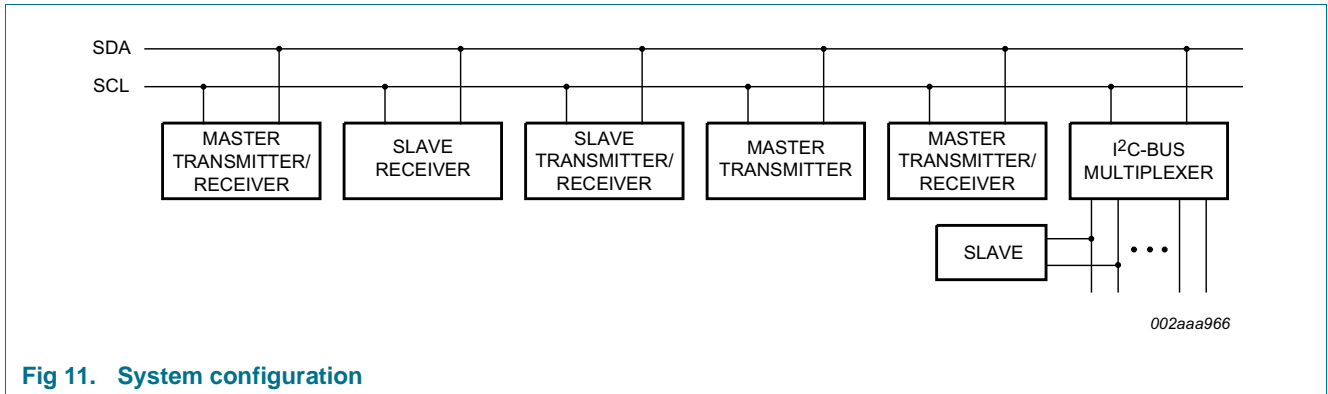 SDA
SCL
MASTER
TRANSMITTER/
RECEIVER
SLAVE
RECEIVER
SLAVE
TRANSMITTER/
RECEIVER
MASTER
TRANSMITTER
MASTER
TRANSMITTER/
RECEIVER
I²C-BUS
MULTIPLEXER
SLAVE
002aaa966
Fig 11. System configuration